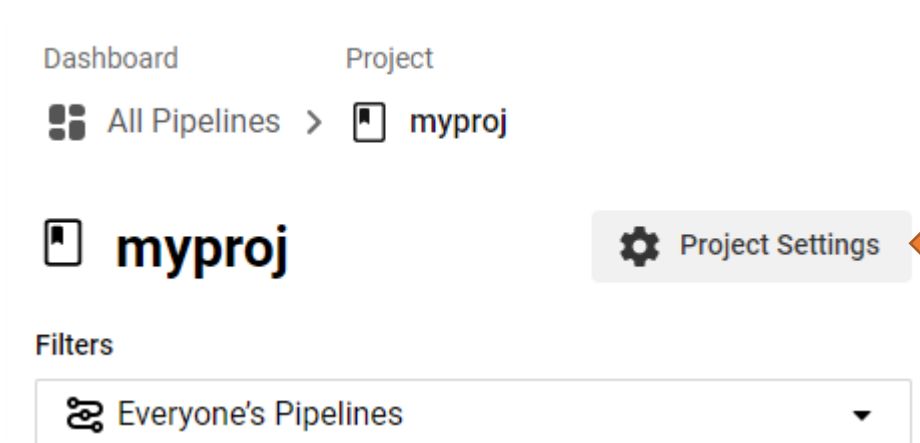 Dashboard Project
All Pipelines > myproj
myproj Project Settings
Filters
Everyone's Pipelines